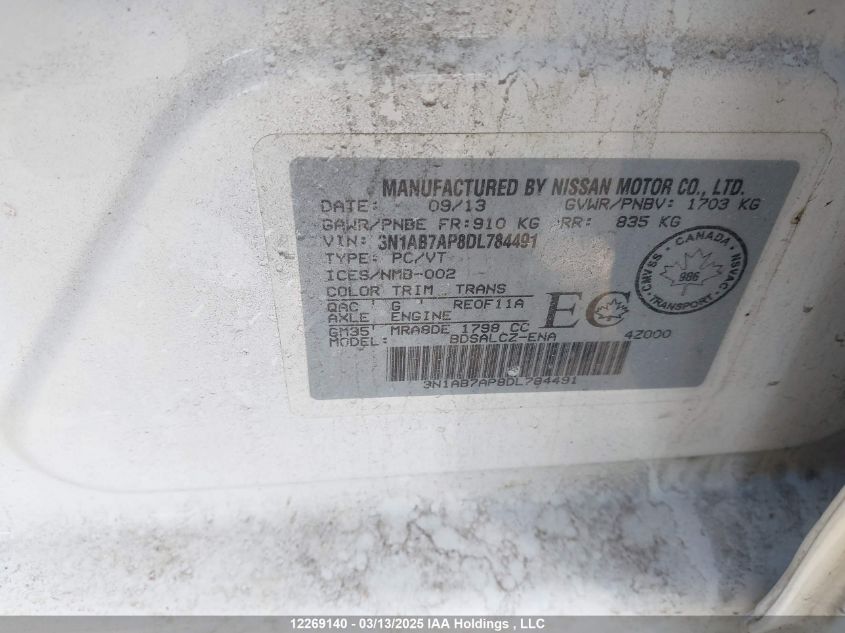 MANUFACTURED BY NISSAN MOTOR CO., LTD.
DATE: 09/13 GVWR/PNBV: 1703 KG
GAWR/PNBE FR:910 KG RR: 835 KG
VIN: 3N1AB7AP8DL784491
TYPE: PC/VT
ICES/NMB-002
COLOR TRIM TRANS
QAC G RE0F11A
AXLE ENGINE
GM35 MRA8DE 1798 CC
MODEL: BDSALCZ-ENA
EC
4Z000
CANADA
CMVSS NSVAC
986
TRANSPORT
3N1AB7AP8DL784491
12269140 - 03/13/2025 IAA Holdings , LLC